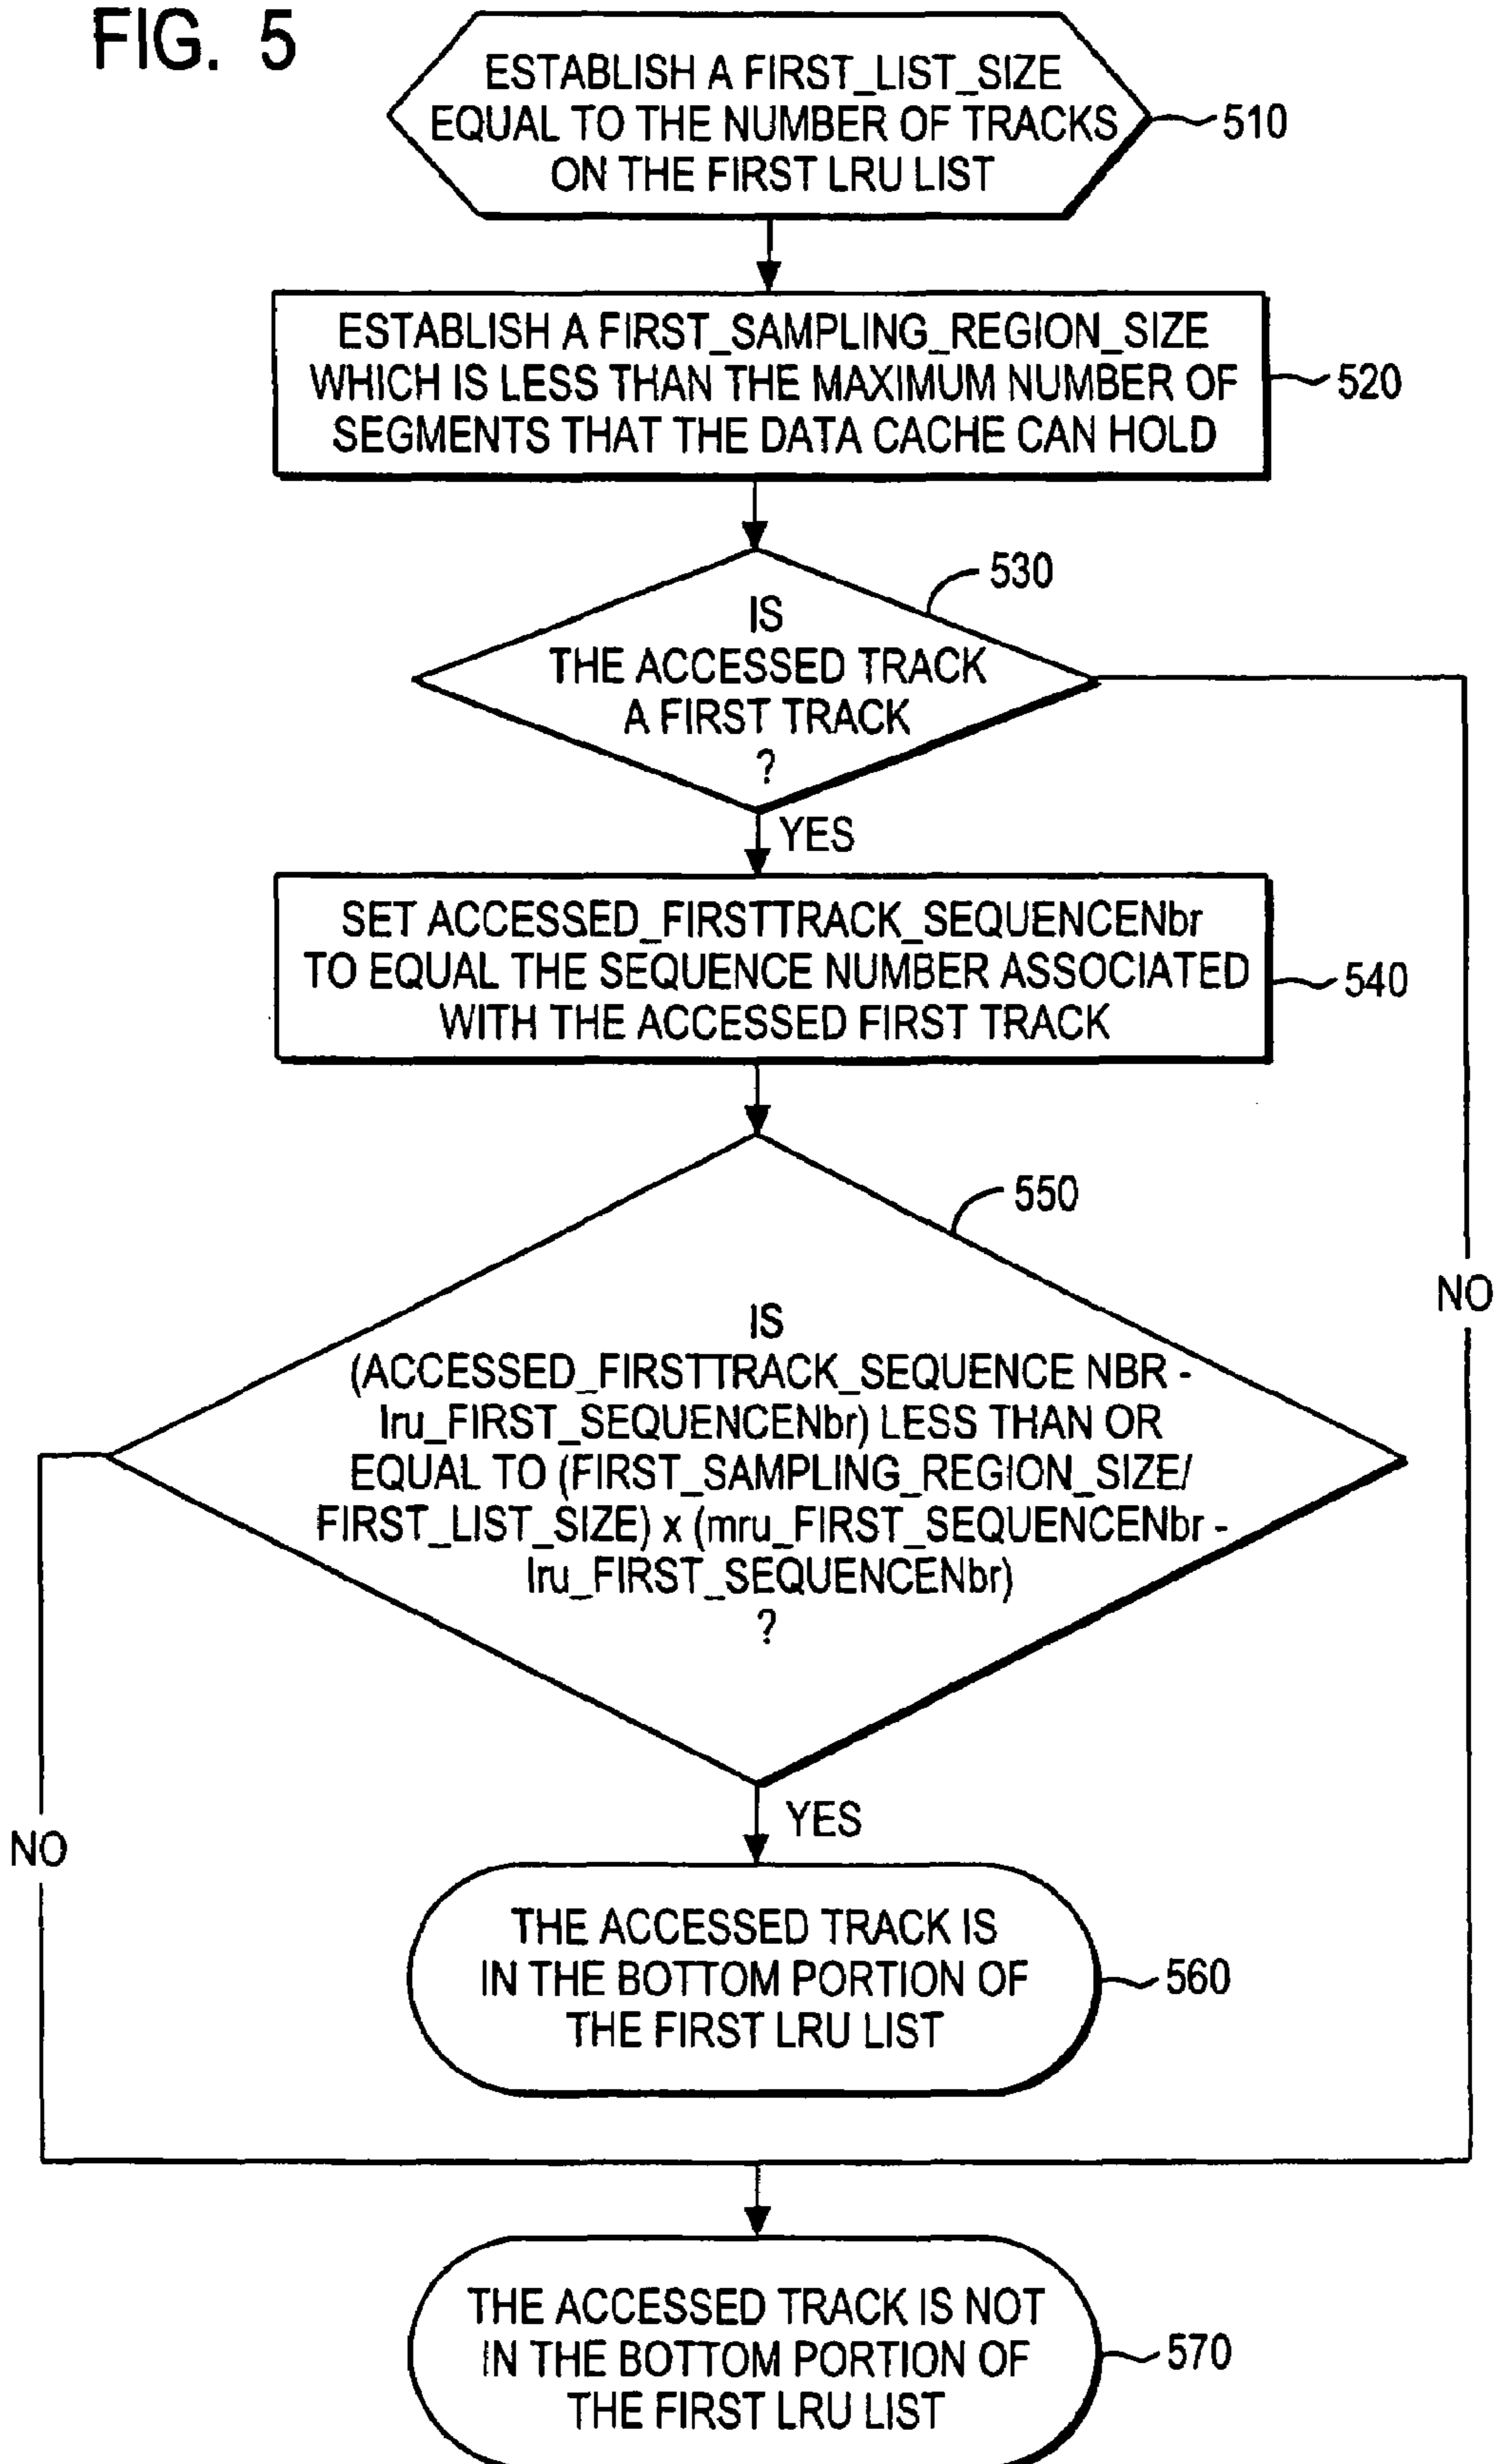 FIG. 5
ESTABLISH A FIRST_LIST_SIZE
EQUAL TO THE NUMBER OF TRACKS
ON THE FIRST LRU LIST
510
ESTABLISH A FIRST_SAMPLING_REGION_SIZE
WHICH IS LESS THAN THE MAXIMUM NUMBER OF
SEGMENTS THAT THE DATA CACHE CAN HOLD
520
530
IS
THE ACCESSED TRACK
A FIRST TRACK
?
YES
SET ACCESSED_FIRSTTRACK_SEQUENCENbr
TO EQUAL THE SEQUENCE NUMBER ASSOCIATED
WITH THE ACCESSED FIRST TRACK
540
550
NO
IS
(ACCESSED_FIRSTTRACK_SEQUENCE NBR -
lru_FIRST_SEQUENCENbr) LESS THAN OR
EQUAL TO (FIRST_SAMPLING_REGION_SIZE/
FIRST_LIST_SIZE) x (mru_FIRST_SEQUENCENbr -
lru_FIRST_SEQUENCENbr)
?
YES
NO
THE ACCESSED TRACK IS
IN THE BOTTOM PORTION OF
THE FIRST LRU LIST
560
THE ACCESSED TRACK IS NOT
IN THE BOTTOM PORTION OF
THE FIRST LRU LIST
570